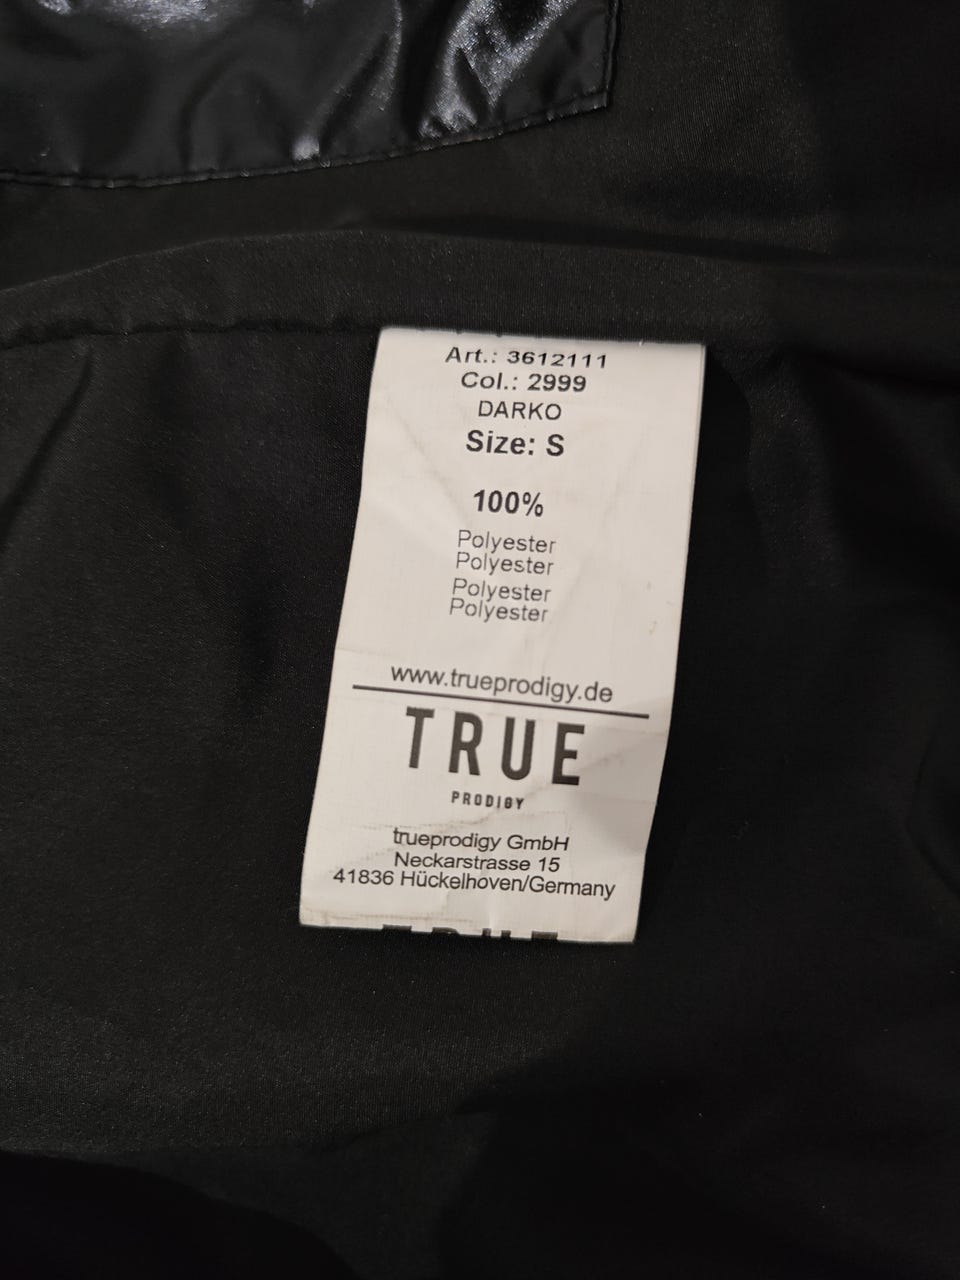 Art.: 3612111
Col.: 2999
DARKO
Size: S
100%
Polyester
Polyester
Polyester
Polyester
www.trueprodigy.de
TRUE
PRODIGY
trueprodigy GmbH
Neckarstrasse 15
41836 Hückelhoven/Germany